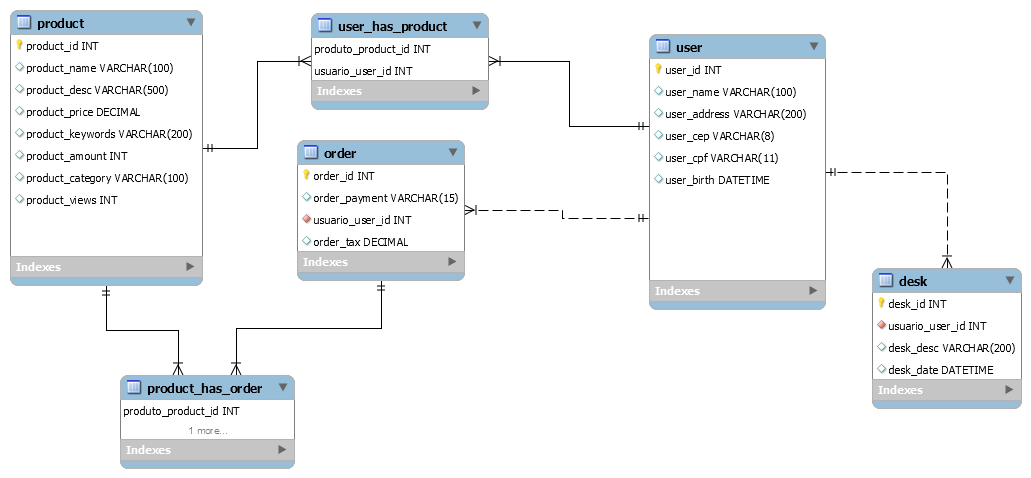 product
product_id INT
product_name VARCHAR(100)
product_desc VARCHAR(500)
product_price DECIMAL
product_keywords VARCHAR(200)
product_amount INT
product_category VARCHAR(100)
product_views INT
Indexes
user_has_product
produto_product_id INT
usuario_user_id INT
Indexes
order
order_id INT
order_payment VARCHAR(15)
usuario_user_id INT
order_tax DECIMAL
Indexes
user
user_id INT
user_name VARCHAR(100)
user_address VARCHAR(200)
user_cep VARCHAR(8)
user_cpf VARCHAR(11)
user_birth DATETIME
Indexes
desk
desk_id INT
usuario_user_id INT
desk_desc VARCHAR(200)
desk_date DATETIME
Indexes
product_has_order
produto_product_id INT
1 more...
Indexes